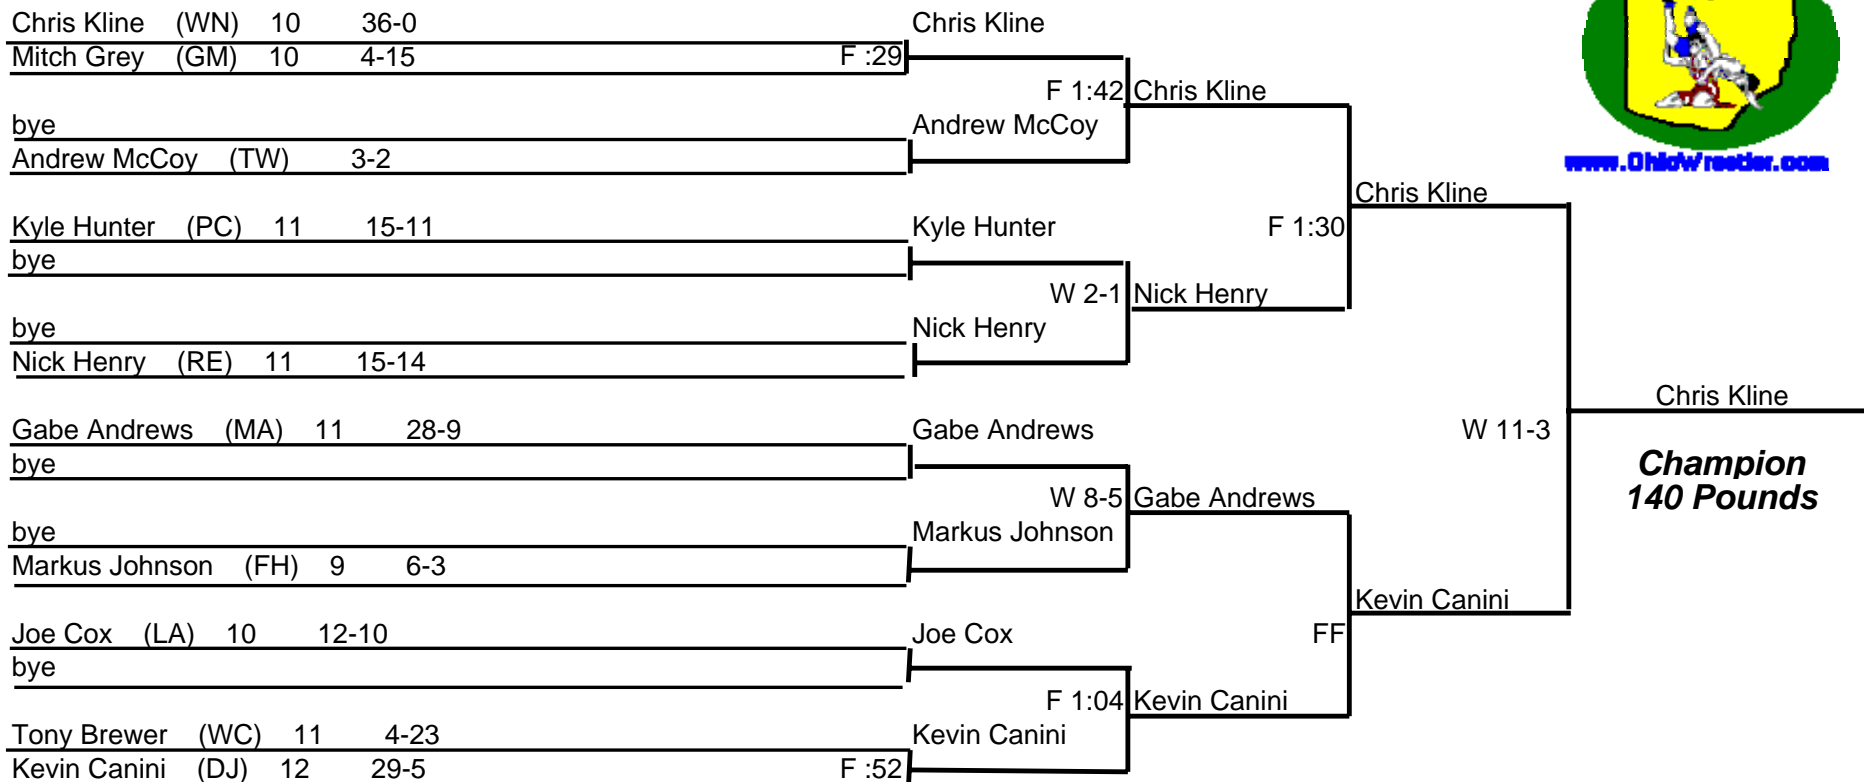 Chris Kline (WN) 10 36-0 Chris Kline
Mitch Grey (GM) 10 4-15 F :29
F 1:42 Chris Kline
bye Andrew McCoy
Andrew McCoy (TW) 3-2
www.OhioWrestler.com
Chris Kline
Kyle Hunter (PC) 11 15-11 Kyle Hunter F 1:30
bye
W 2-1 Nick Henry
bye Nick Henry
Nick Henry (RE) 11 15-14
Chris Kline
Gabe Andrews (MA) 11 28-9 Gabe Andrews W 11-3
bye Champion
W 8-5 Gabe Andrews 140 Pounds
bye Markus Johnson
Markus Johnson (FH) 9 6-3
Kevin Canini
Joe Cox (LA) 10 12-10 Joe Cox FF
bye
F 1:04 Kevin Canini
Tony Brewer (WC) 11 4-23 Kevin Canini
Kevin Canini (DJ) 12 29-5 F :52